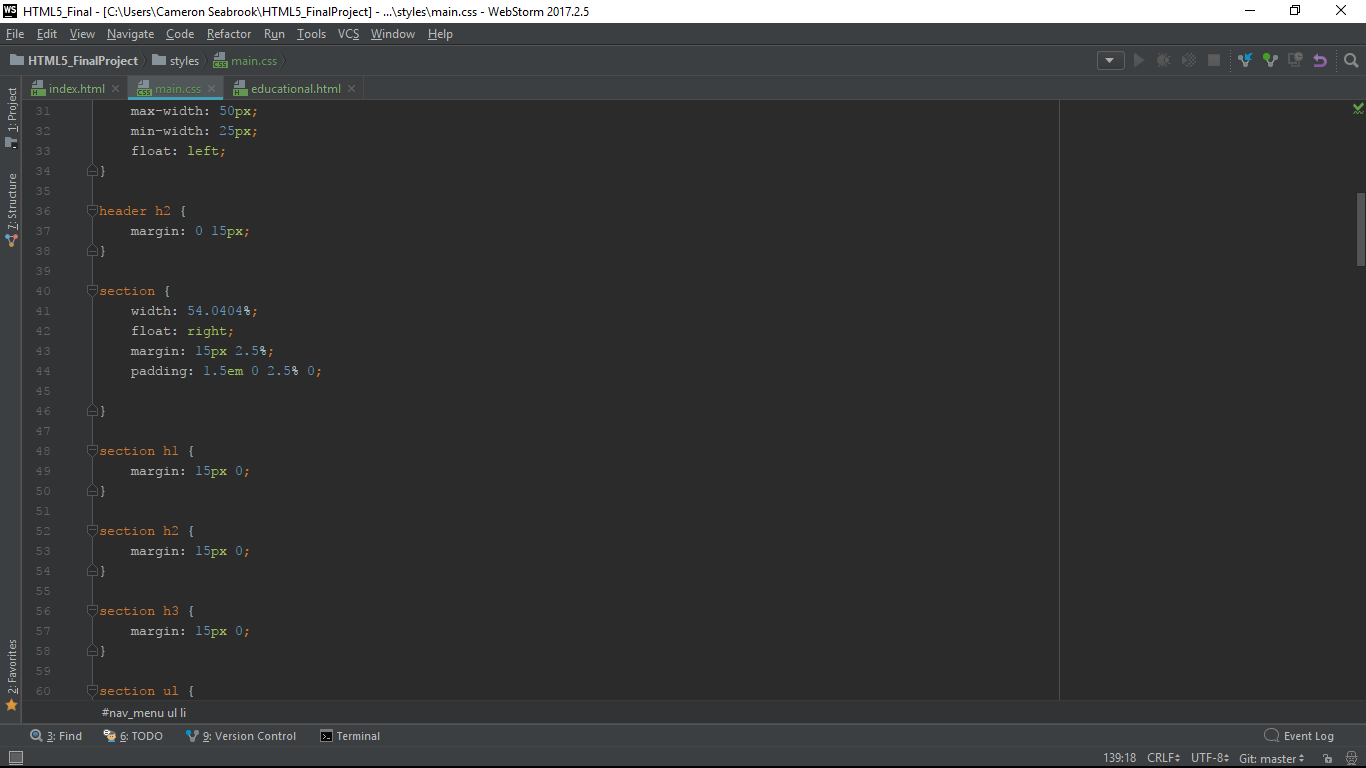 HTML5_Final - [C:\Users\Cameron Seabrook\HTML5_FinalProject] - ...\styles\main.css - WebStorm 2017.2.5
File Edit View Navigate Code Refactor Run Tools VCS Window Help
HTML5_FinalProject styles main.css
index.html main.css educational.html
1: Project
7: Structure
2: Favorites
31 max-width: 50px;
32 min-width: 25px;
33 float: left;
34 }
35
36 header h2 {
37 margin: 0 15px;
38 }
39
40 section {
41 width: 54.0404%;
42 float: right;
43 margin: 15px 2.5%;
44 padding: 1.5em 0 2.5% 0;
45
46 }
47
48 section h1 {
49 margin: 15px 0;
50 }
51
52 section h2 {
53 margin: 15px 0;
54 }
55
56 section h3 {
57 margin: 15px 0;
58 }
59
60 section ul {
#nav_menu ul li
3: Find 6: TODO 9: Version Control Terminal Event Log
139:18 CRLF UTF-8 Git: master